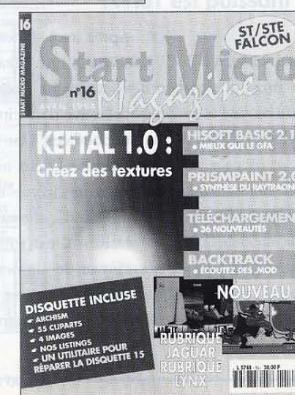 16
START MICRO MAGAZINE
ST/STE
FALCON
Start Micro
n°16
Magazine
KEFTAL 1.0 :
Créez des textures
HISOFT BASIC 2.1
• MIEUX QUE LE GFA
PRISMPAINT 2.0
• SYNTHÈSE DU RAYTRACIN
TÉLÉCHARGEMEN
• 36 NOUVEAUTÉS
BACKTRACK
• ÉCOUTEZ DES .MOD
NOUVEAU
DISQUETTE INCLUSE
ARCHISM
55 CLIPARTS
4 IMAGES
NOS LISTINGS
UN UTILITAIRE POUR
RÉPARER LA DISQUETTE 15
RUBRIQUE
JAGUAR
RUBRIQUE
LYNX